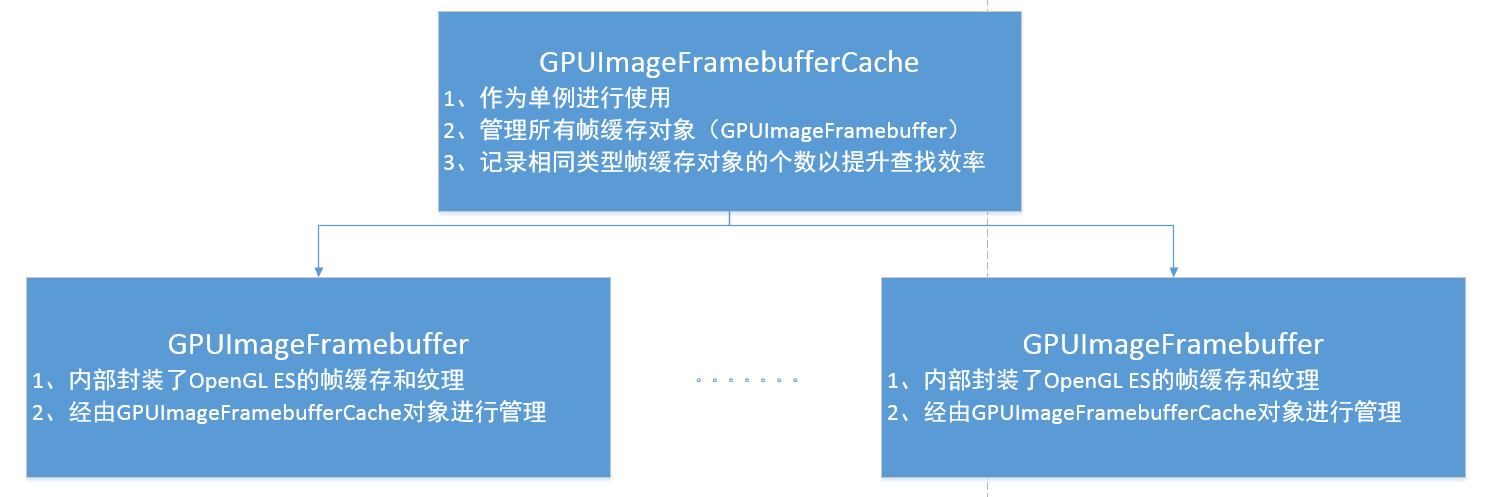 GPUImageFramebufferCache
1、作为单例进行使用
2、管理所有帧缓存对象（GPUImageFramebuffer）
3、记录相同类型帧缓存对象的个数以提升查找效率
GPUImageFramebuffer
1、内部封装了OpenGL ES的帧缓存和纹理
2、经由GPUImageFramebufferCache对象进行管理
。。。。。。。
GPUImageFramebuffer
1、内部封装了OpenGL ES的帧缓存和纹理
2、经由GPUImageFramebufferCache对象进行管理